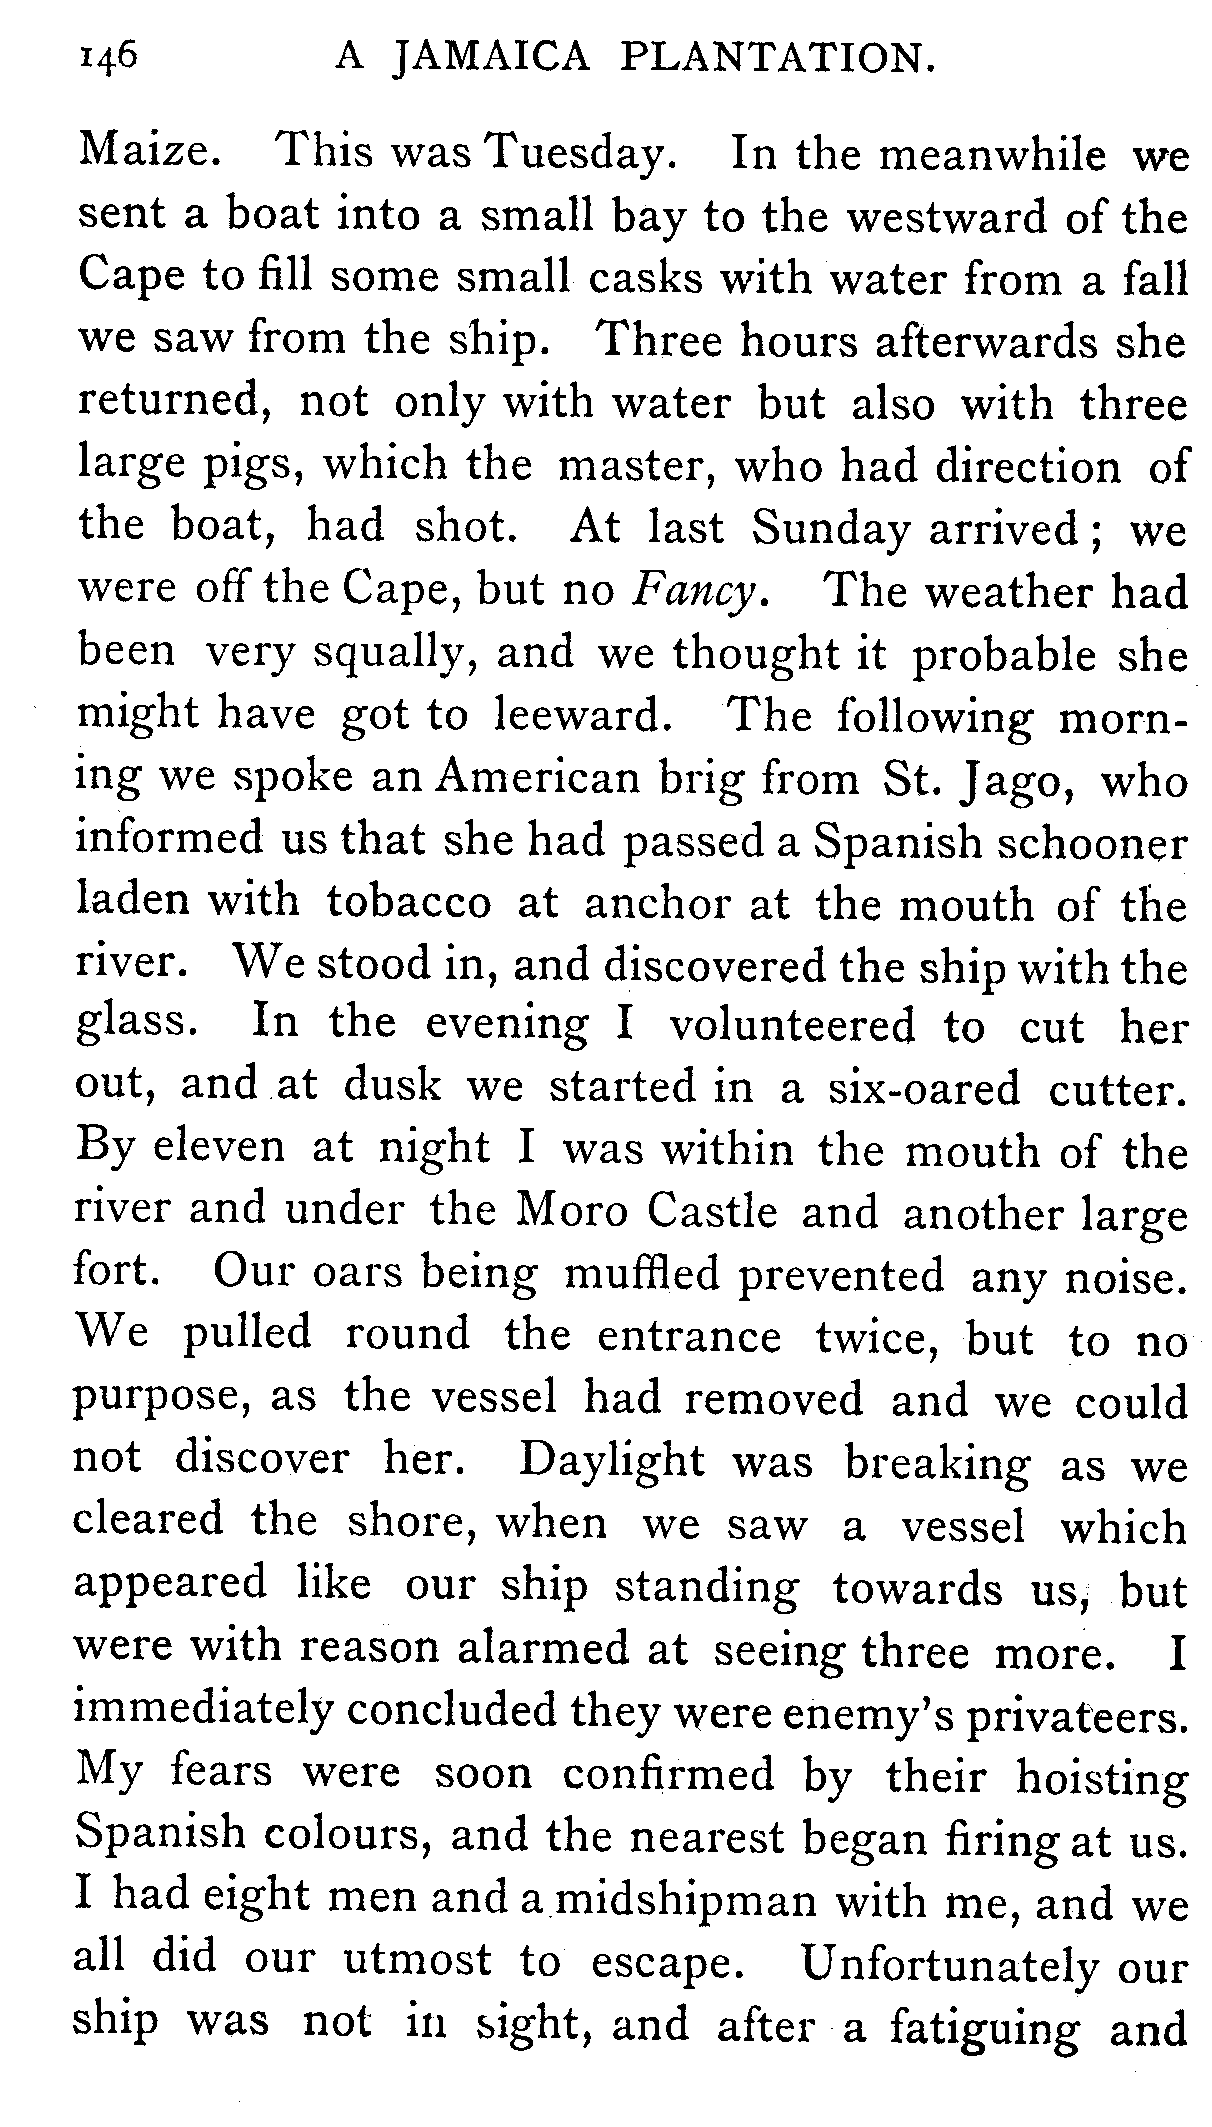 146 A JAMAICA PLANTATION.
Maize. This was Tuesday. In the meanwhile we
sent a boat into a small bay to the westward of the
Cape to fill some small casks with water from a fall
we saw from the ship. Three hours afterwards she
returned, not only with water but also with three
large pigs, which the master, who had direction of
the boat, had shot. At last Sunday arrived ; we
were off the Cape, but no Fancy. The weather had
been very squally, and we thought it probable she
might have got to leeward. The following morn-
ing we spoke an American brig from St. Jago, who
informed us that she had passed a Spanish schooner
laden with tobacco at anchor at the mouth of the
river. We stood in, and discovered the ship with the
glass. In the evening I volunteered to cut her
out, and at dusk we started in a six-oared cutter.
By eleven at night I was within the mouth of the
river and under the Moro Castle and another large
fort. Our oars being muffled prevented any noise.
We pulled round the entrance twice, but to no
purpose, as the vessel had removed and we could
not discover her. Daylight was breaking as we
cleared the shore, when we saw a vessel which
appeared like our ship standing towards us, but
were with reason alarmed at seeing three more. I
immediately concluded they were enemy's privateers.
My fears were soon confirmed by their hoisting
Spanish colours, and the nearest began firing at us.
I had eight men and a midshipman with me, and we
all did our utmost to escape. Unfortunately our
ship was not in sight, and after a fatiguing and